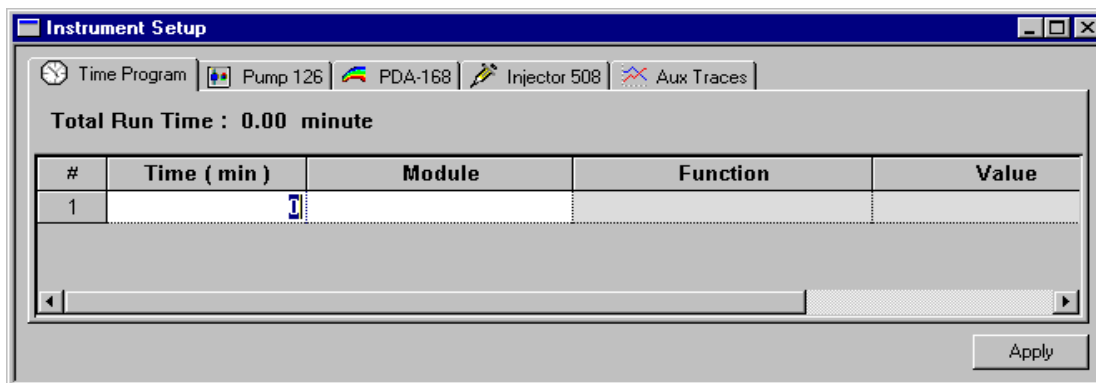 Instrument Setup
Time Program Pump 126 PDA-168 Injector 508 Aux Traces
Total Run Time : 0.00 minute
# Time ( min ) Module Function Value
1
Apply